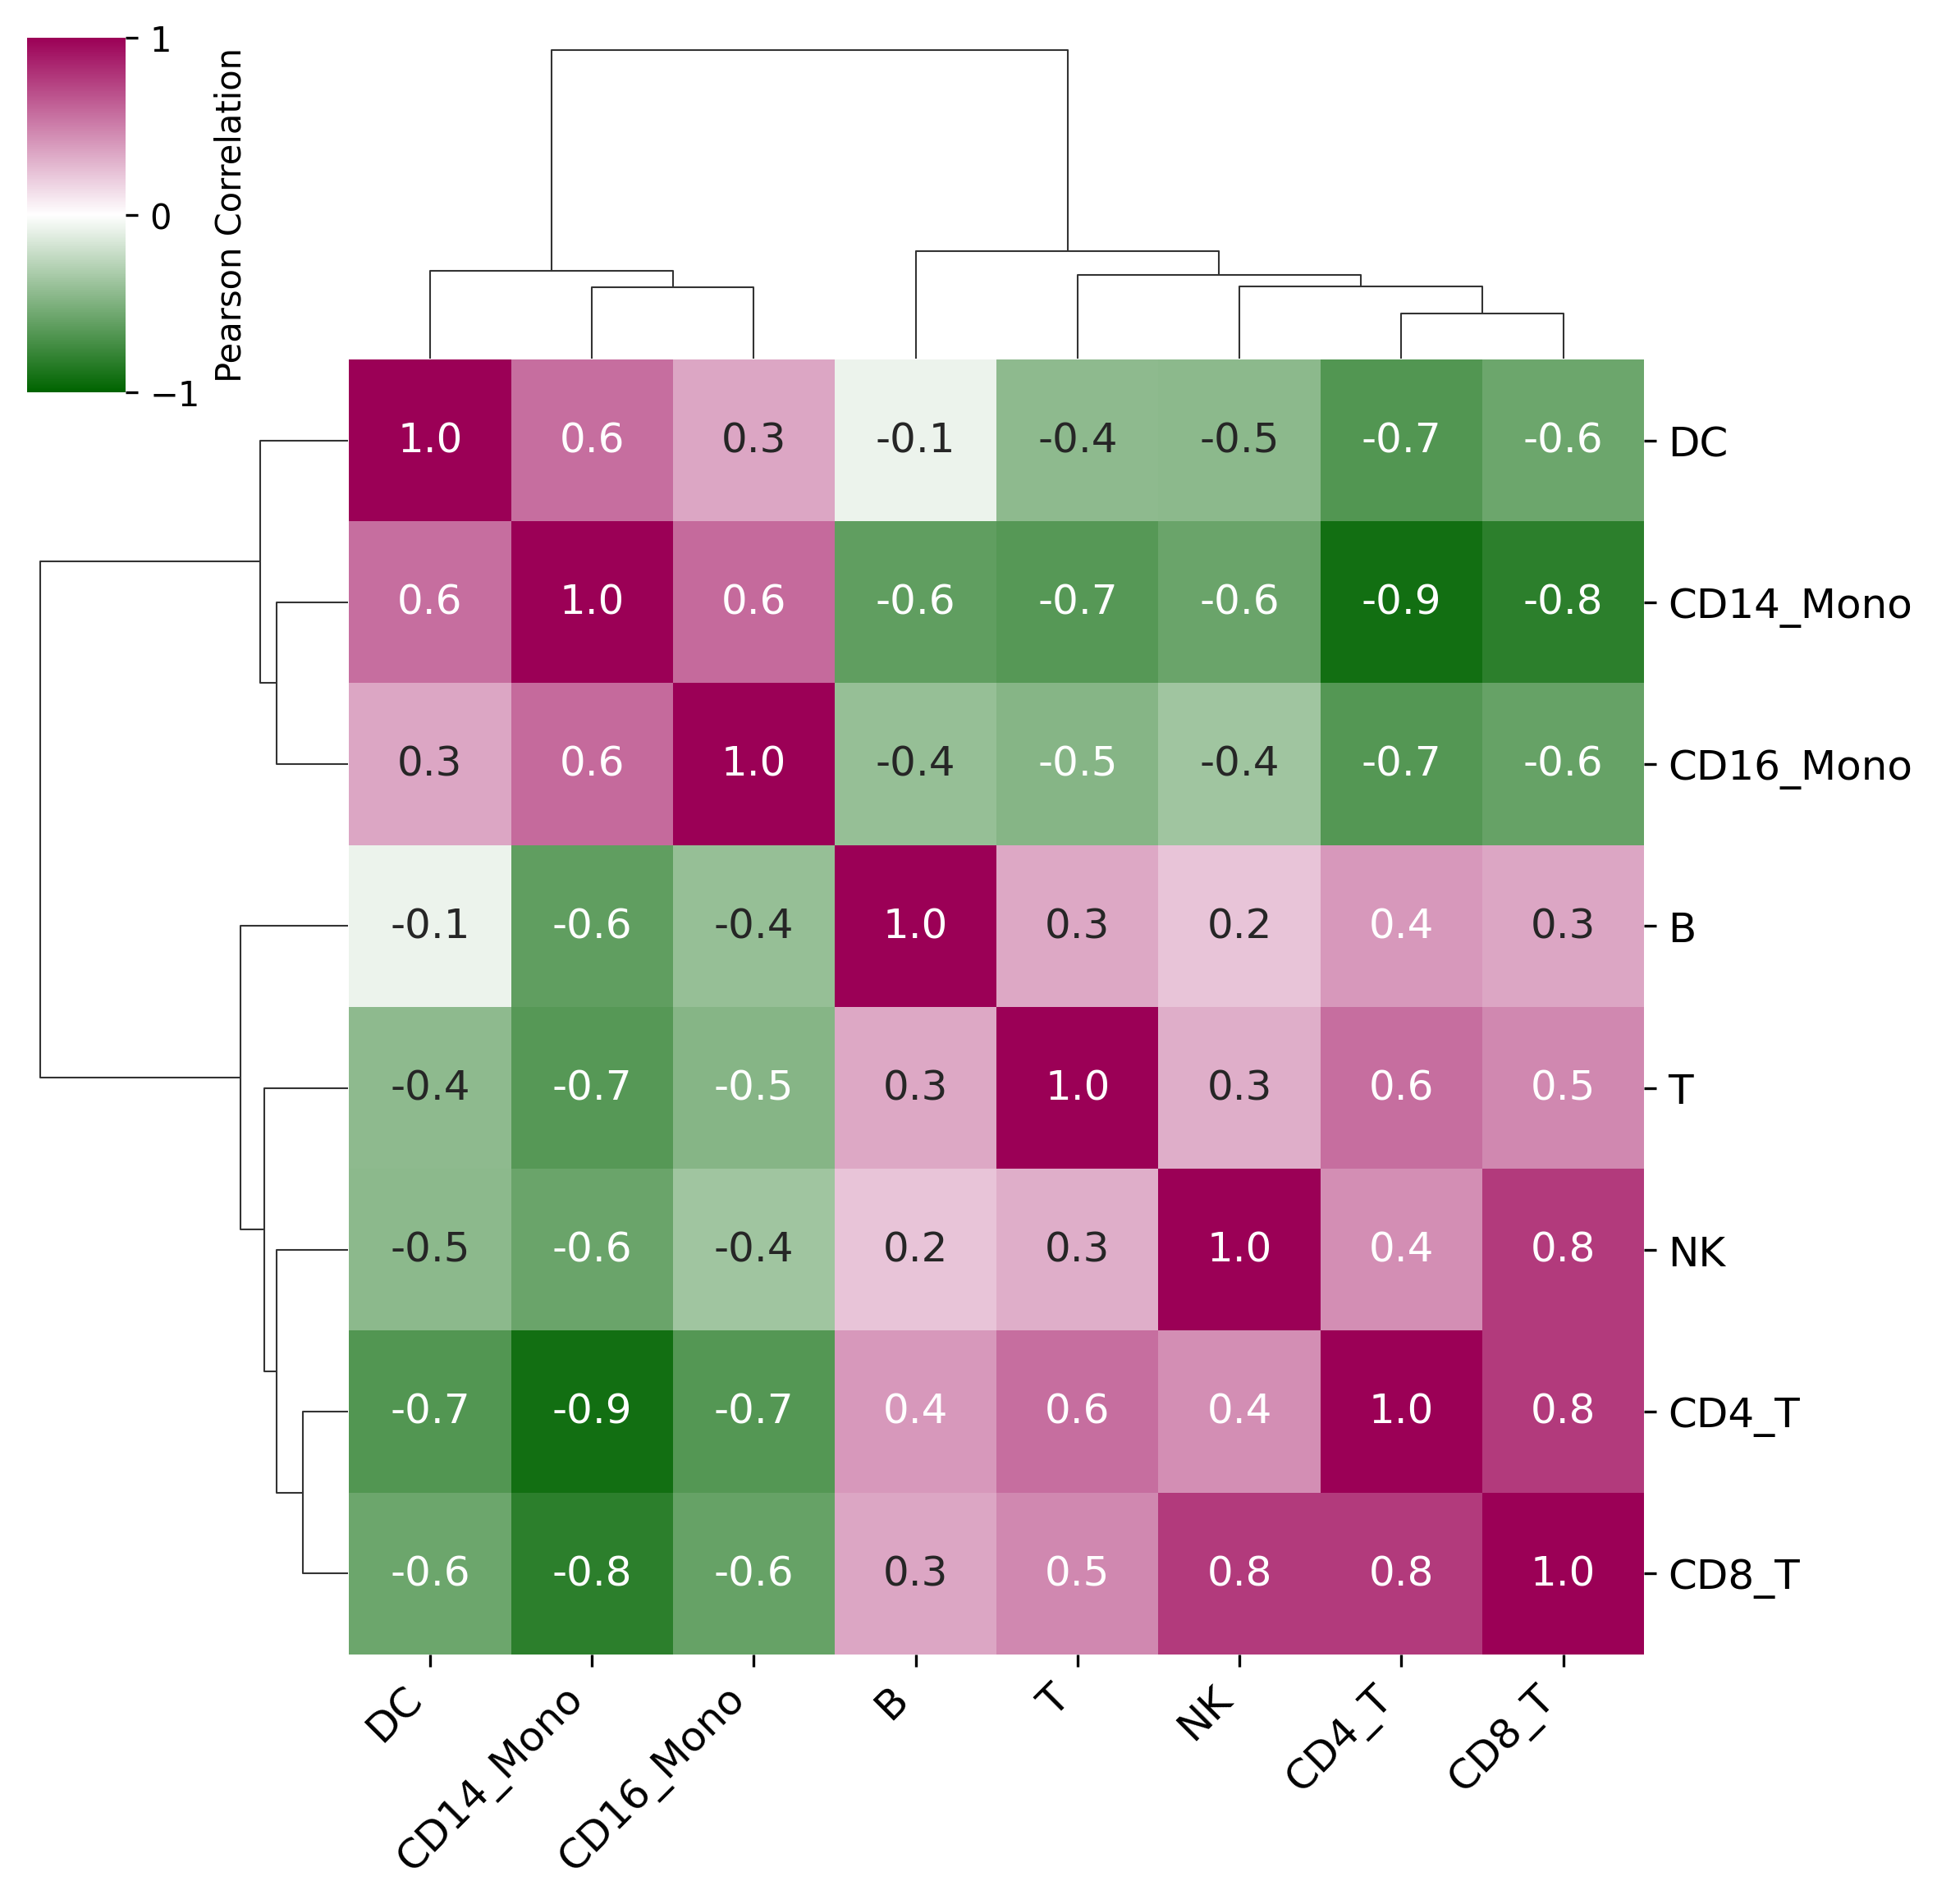 1
0
−1
Pearson Correlation
1.0 0.6 0.3 -0.1 -0.4 -0.5 -0.7 -0.6 DC
0.6 1.0 0.6 -0.6 -0.7 -0.6 -0.9 -0.8 CD14_Mono
0.3 0.6 1.0 -0.4 -0.5 -0.4 -0.7 -0.6 CD16_Mono
-0.1 -0.6 -0.4 1.0 0.3 0.2 0.4 0.3 B
-0.4 -0.7 -0.5 0.3 1.0 0.3 0.6 0.5 T
-0.5 -0.6 -0.4 0.2 0.3 1.0 0.4 0.8 NK
-0.7 -0.9 -0.7 0.4 0.6 0.4 1.0 0.8 CD4_T
-0.6 -0.8 -0.6 0.3 0.5 0.8 0.8 1.0 CD8_T
DC CD14_Mono CD16_Mono B T NK CD4_T CD8_T